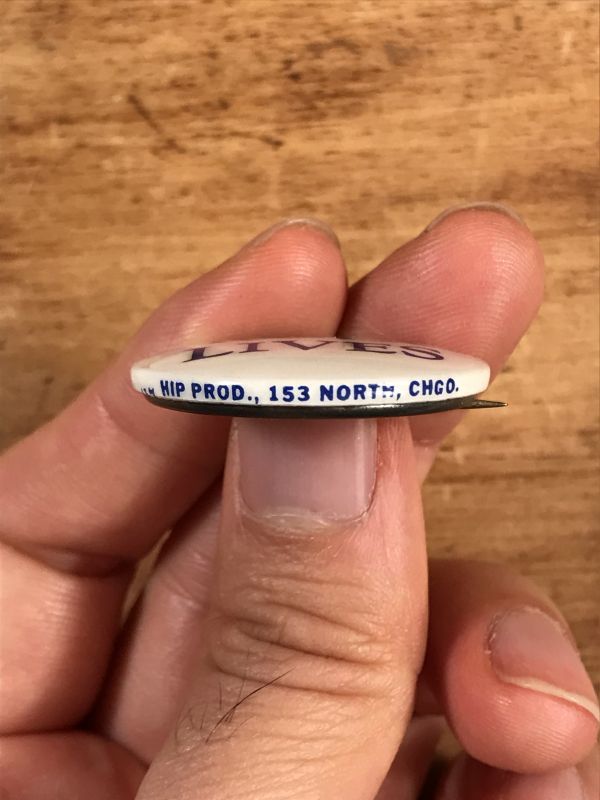 LIVES
HIP PROD., 153 NORTH, CHGO.